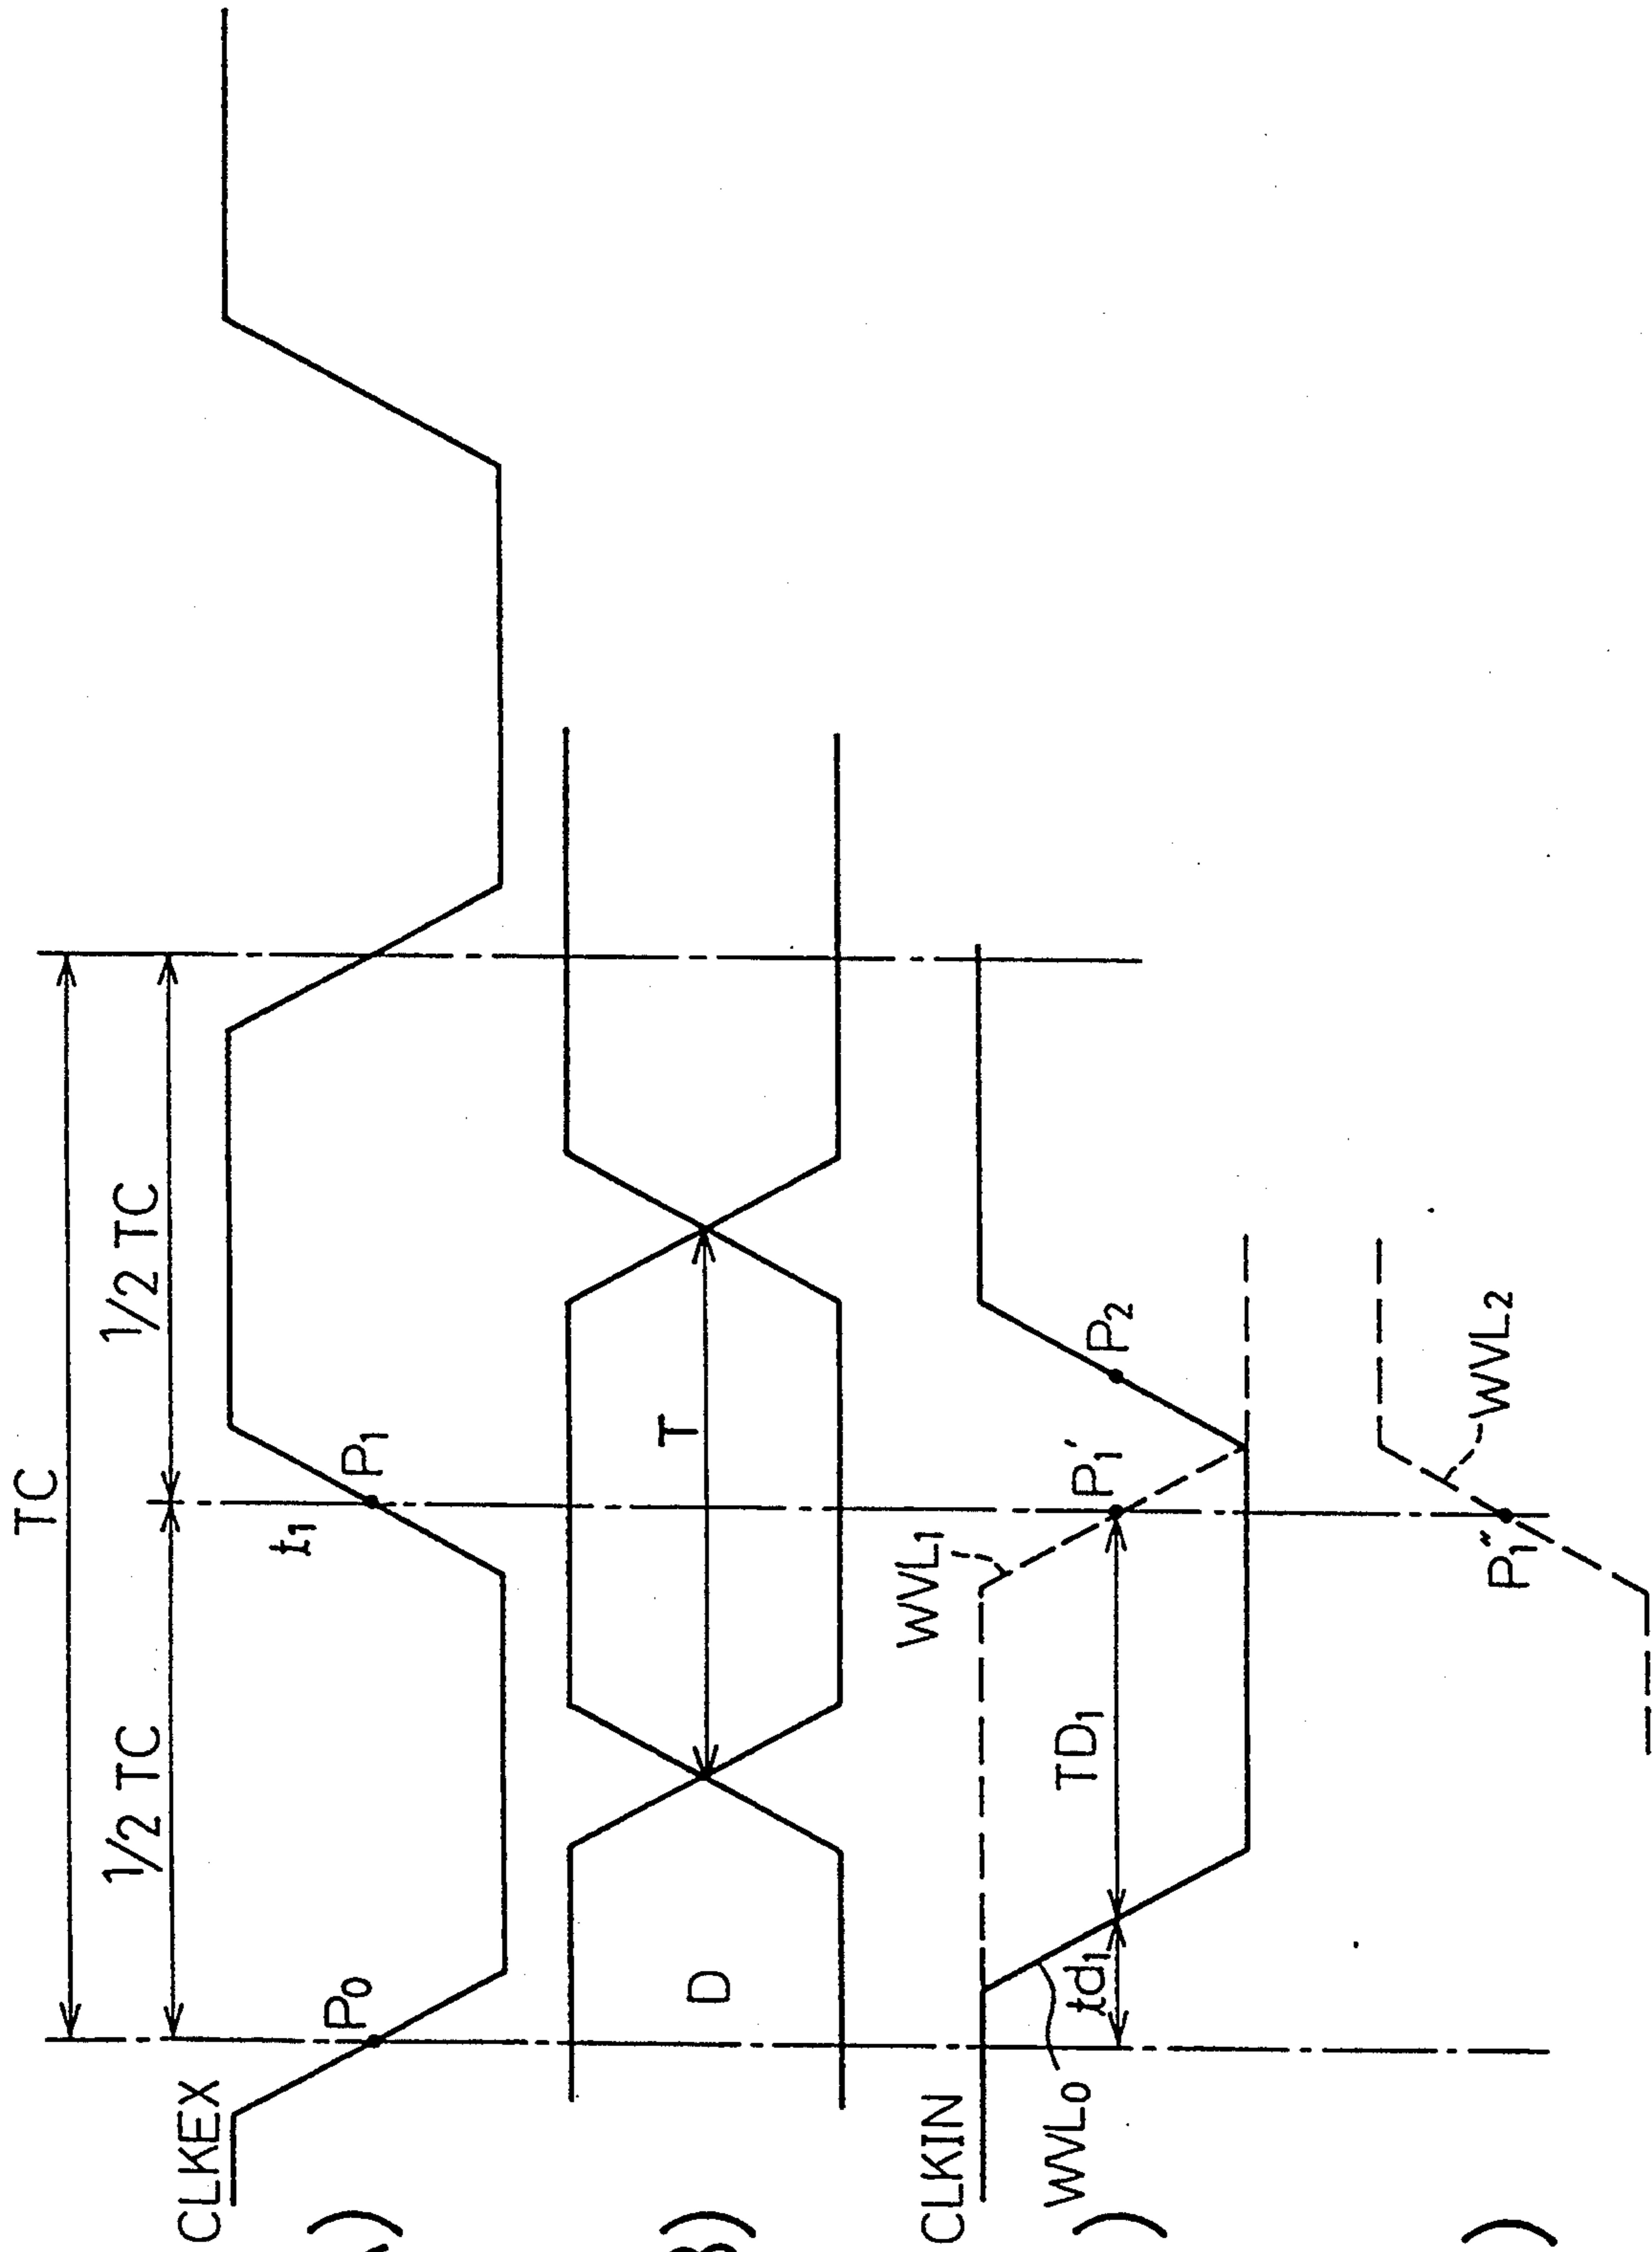 TC
1/2 TC 1/2 TC
CLKEX
P0 t1 P1
D T
CLKIN
WVL0 td1 TD1 WVL1 P1' P2
P1" WVL2